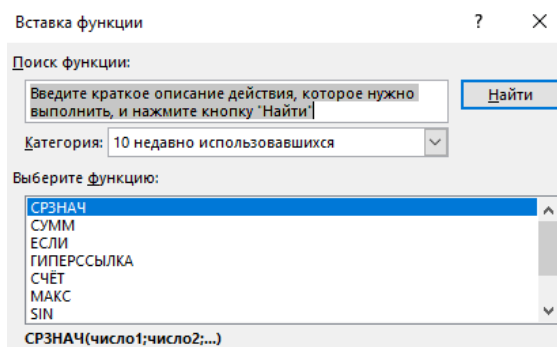 Вставка функции ? ×
Поиск функции:
Введите краткое описание действия, которое нужно
выполнить, и нажмите кнопку "Найти"
Найти
Категория: 10 недавно использовавшихся
Выберите функцию:
СРЗНАЧ
СУММ
ЕСЛИ
ГИПЕРССЫЛКА
СЧЁТ
МАКС
SIN
СРЗНАЧ(число1;число2;...)